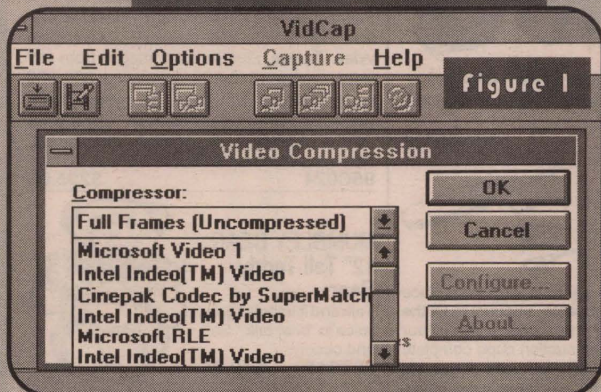 VidCap
File Edit Options Capture Help
Figure 1
Video Compression
Compressor:
Full Frames (Uncompressed)
Microsoft Video 1
Intel Indeo(TM) Video
Cinepak Codec by SuperMatch
Intel Indeo(TM) Video
Microsoft RLE
Intel Indeo(TM) Video
OK
Cancel
Configure...
About...